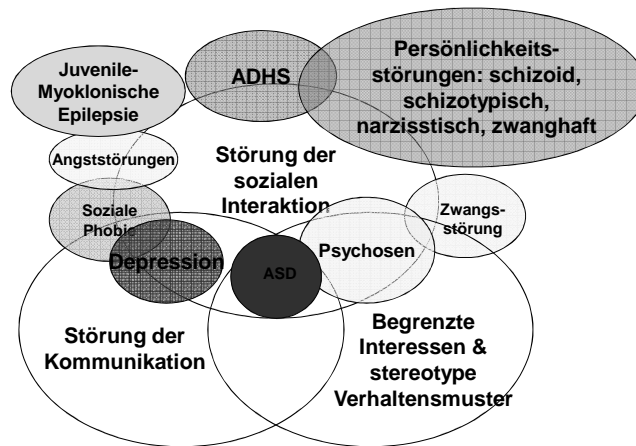 Juvenile-
Myoklonische
Epilepsie
ADHS
Persönlichkeits-
störungen: schizoid,
schizotypisch,
narzisstisch, zwanghaft
Angststörungen
Störung der
sozialen
Interaktion
Soziale
Phobie
Zwangs-
störung
Depression
ASD
Psychosen
Störung der
Kommunikation
Begrenzte
Interessen &
stereotype
Verhaltensmuster